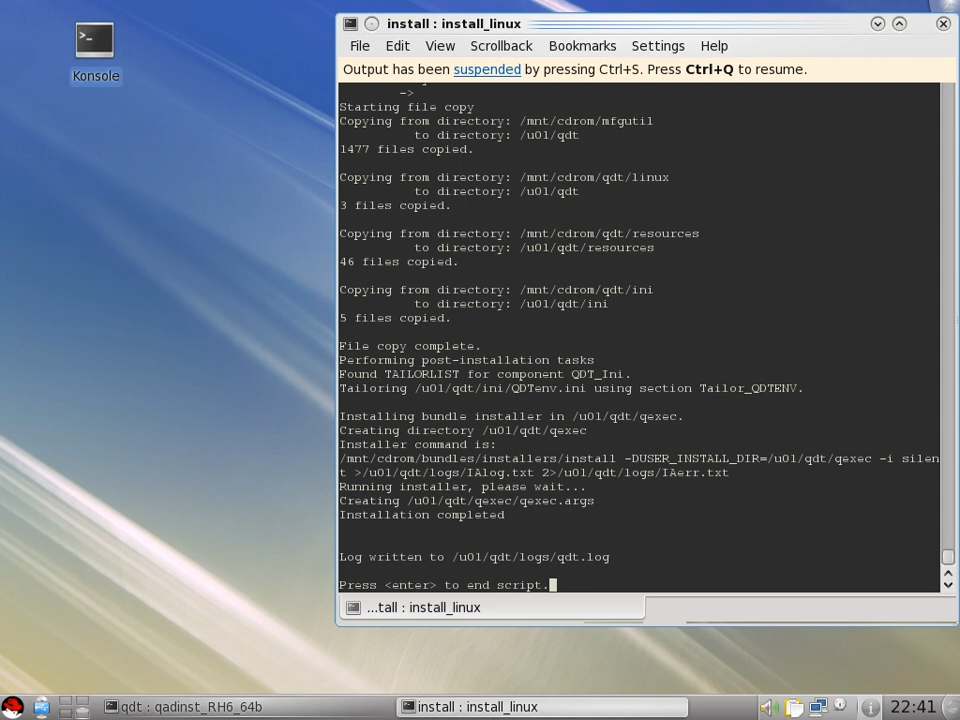 Konsole
install : install_linux
File Edit View Scrollback Bookmarks Settings Help
Output has been suspended by pressing Ctrl+S. Press Ctrl+Q to resume.
->
Starting file copy
Copying from directory: /mnt/cdrom/mfgutil
to directory: /u01/qdt
1477 files copied.
Copying from directory: /mnt/cdrom/qdt/linux
to directory: /u01/qdt
3 files copied.
Copying from directory: /mnt/cdrom/qdt/resources
to directory: /u01/qdt/resources
46 files copied.
Copying from directory: /mnt/cdrom/qdt/ini
to directory: /u01/qdt/ini
5 files copied.
File copy complete.
Performing post-installation tasks
Found TAILORLIST for component QDT_Ini.
Tailoring /u01/qdt/ini/QDTenv.ini using section Tailor_QDTENV.
Installing bundle installer in /u01/qdt/qexec.
Creating directory /u01/qdt/qexec
Installer command is:
/mnt/cdrom/bundles/installers/install -DUSER_INSTALL_DIR=/u01/qdt/qexec -i silen
t >/u01/qdt/logs/IAlog.txt 2>/u01/qdt/logs/IAerr.txt
Running installer, please wait...
Creating /u01/qdt/qexec/qexec.args
Installation completed
Log written to /u01/qdt/logs/qdt.log
Press <enter> to end script.
...tall : install_linux
qdt : qadinst_RH6_64b
install : install_linux
22:41